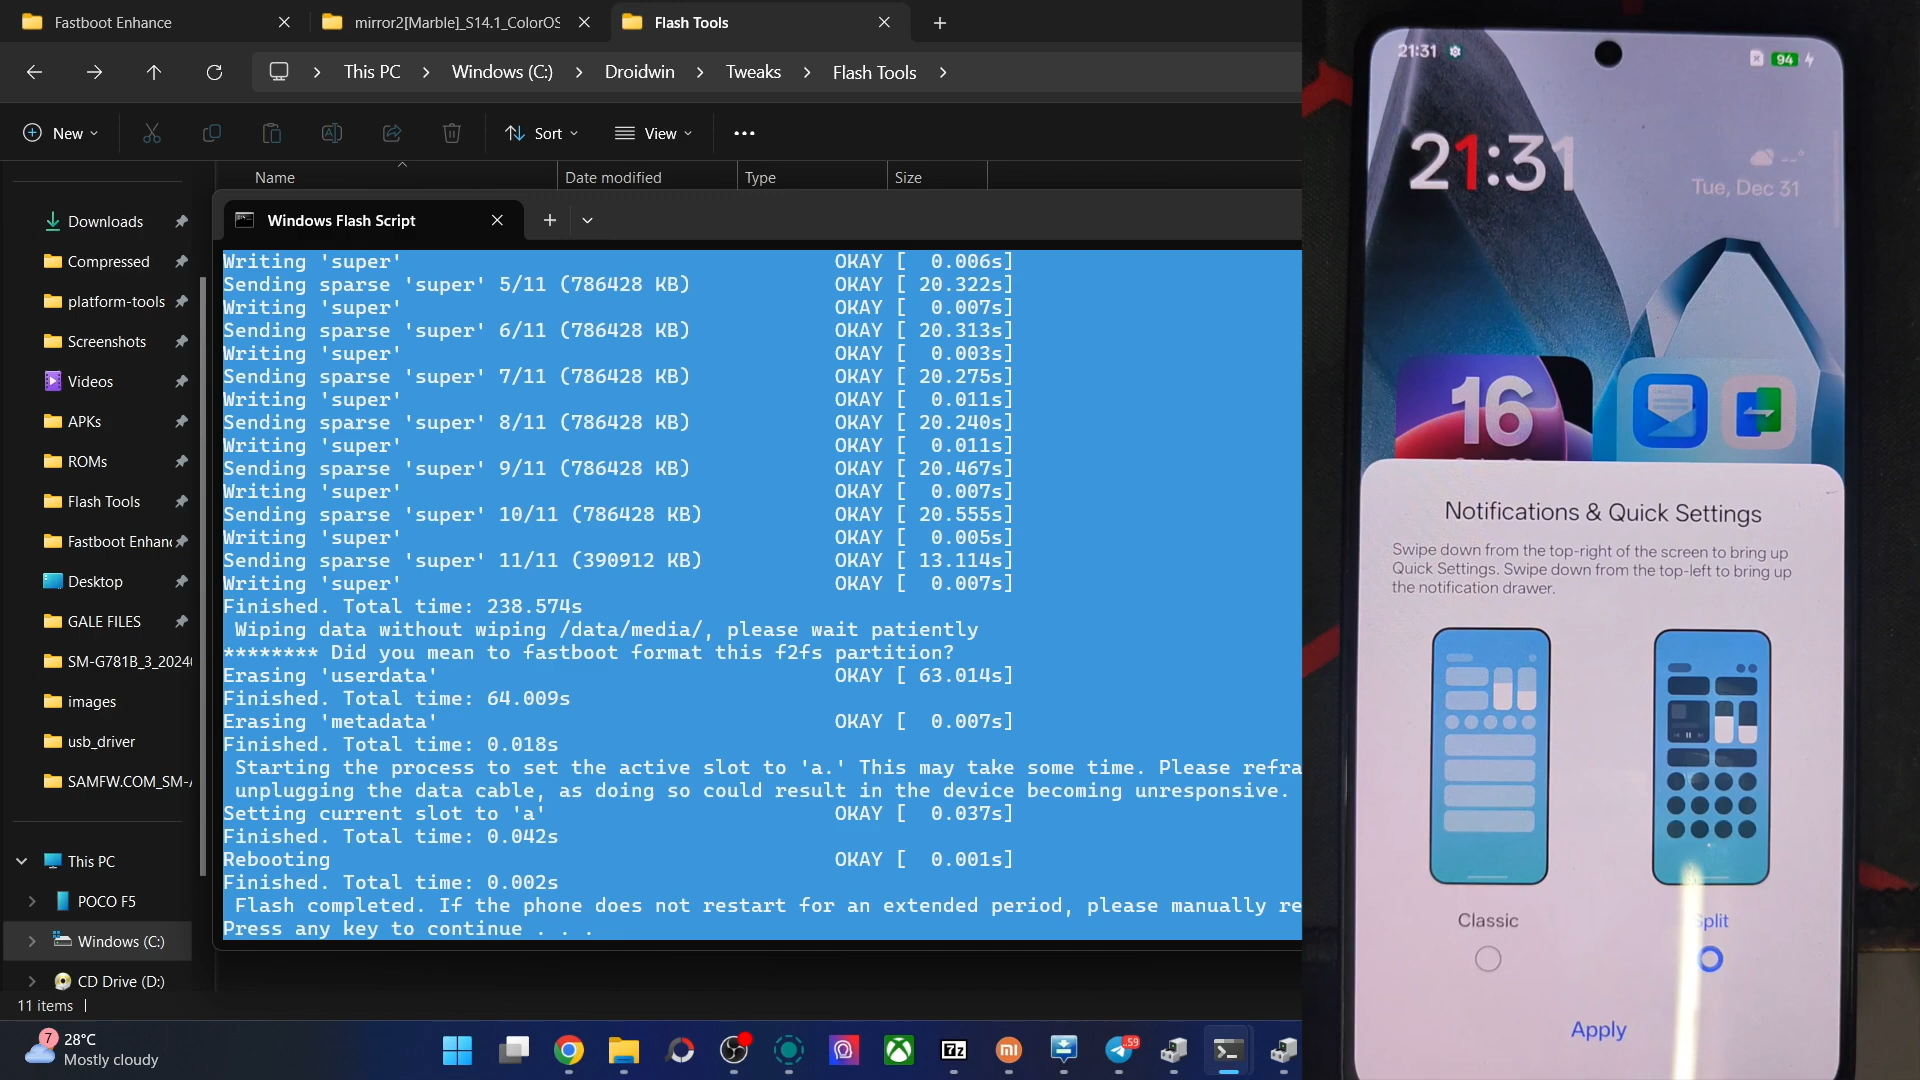 Fastboot Enhance
mirror2[Marble]_S14.1_ColorOS
Flash Tools
This PC
Windows (C:)
Droidwin
Tweaks
Flash Tools
New
Sort
View
Name
Date modified
Type
Size
Downloads
Compressed
platform-tools
Screenshots
Videos
APKs
ROMs
Flash Tools
Fastboot Enhanc
Desktop
GALE FILES
SM-G781B_3_2024
images
usb_driver
SAMFW.COM_SM-A
This PC
POCO F5
Windows (C:)
CD Drive (D:)
11 items
Windows Flash Script
Writing 'super' OKAY [ 0.006s]
Sending sparse 'super' 5/11 (786428 KB) OKAY [ 20.322s]
Writing 'super' OKAY [ 0.007s]
Sending sparse 'super' 6/11 (786428 KB) OKAY [ 20.313s]
Writing 'super' OKAY [ 0.003s]
Sending sparse 'super' 7/11 (786428 KB) OKAY [ 20.275s]
Writing 'super' OKAY [ 0.011s]
Sending sparse 'super' 8/11 (786428 KB) OKAY [ 20.240s]
Writing 'super' OKAY [ 0.011s]
Sending sparse 'super' 9/11 (786428 KB) OKAY [ 20.467s]
Writing 'super' OKAY [ 0.007s]
Sending sparse 'super' 10/11 (786428 KB) OKAY [ 20.555s]
Writing 'super' OKAY [ 0.005s]
Sending sparse 'super' 11/11 (390912 KB) OKAY [ 13.114s]
Writing 'super' OKAY [ 0.007s]
Finished. Total time: 238.574s
Wiping data without wiping /data/media/, please wait patiently
******** Did you mean to fastboot format this f2fs partition?
Erasing 'userdata' OKAY [ 63.014s]
Finished. Total time: 64.009s
Erasing 'metadata' OKAY [ 0.007s]
Finished. Total time: 0.018s
Starting the process to set the active slot to 'a.' This may take some time. Please refra
unplugging the data cable, as doing so could result in the device becoming unresponsive.
Setting current slot to 'a' OKAY [ 0.037s]
Finished. Total time: 0.042s
Rebooting OKAY [ 0.001s]
Finished. Total time: 0.002s
Flash completed. If the phone does not restart for an extended period, please manually re
Press any key to continue . . .
7
28°C
Mostly cloudy
7z
59
21:31
94
21:31
Tue, Dec 31
16
Notifications & Quick Settings
Swipe down from the top-right of the screen to bring up
Quick Settings. Swipe down from the top-left to bring up
the notification drawer.
Classic
Split
Apply